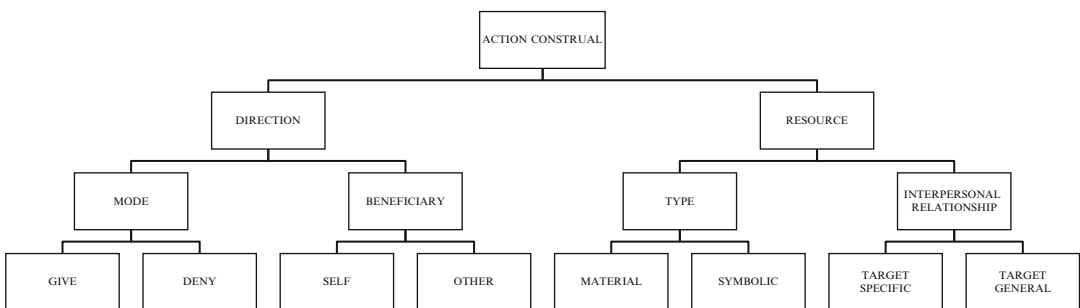 ACTION CONSTRUAL
DIRECTION
RESOURCE
MODE
BENEFICIARY
TYPE
INTERPERSONAL
RELATIONSHIP
GIVE
DENY
SELF
OTHER
MATERIAL
SYMBOLIC
TARGET
SPECIFIC
TARGET
GENERAL